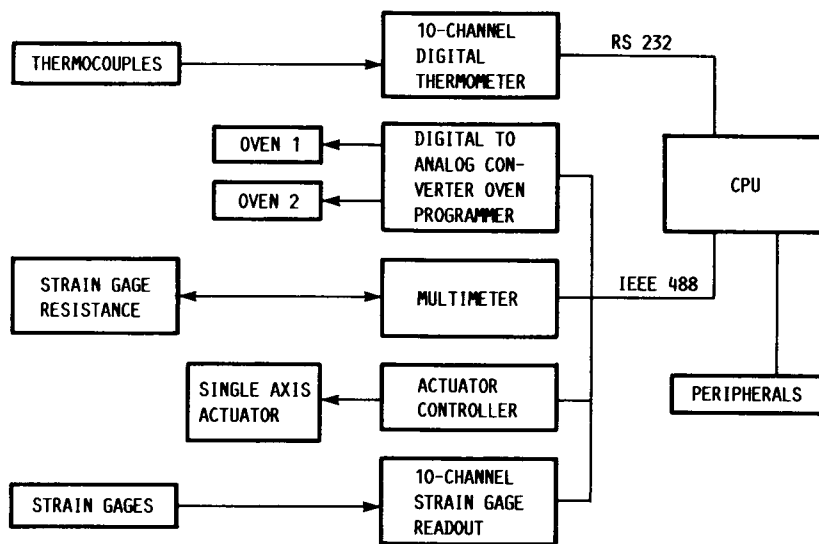 THERMOCOUPLES
10-CHANNEL
DIGITAL
THERMOMETER
RS 232
OVEN 1
OVEN 2
DIGITAL TO
ANALOG CON-
VERTER OVEN
PROGRAMMER
CPU
STRAIN GAGE
RESISTANCE
MULTIMETER
IEEE 488
SINGLE AXIS
ACTUATOR
ACTUATOR
CONTROLLER
PERIPHERALS
STRAIN GAGES
10-CHANNEL
STRAIN GAGE
READOUT